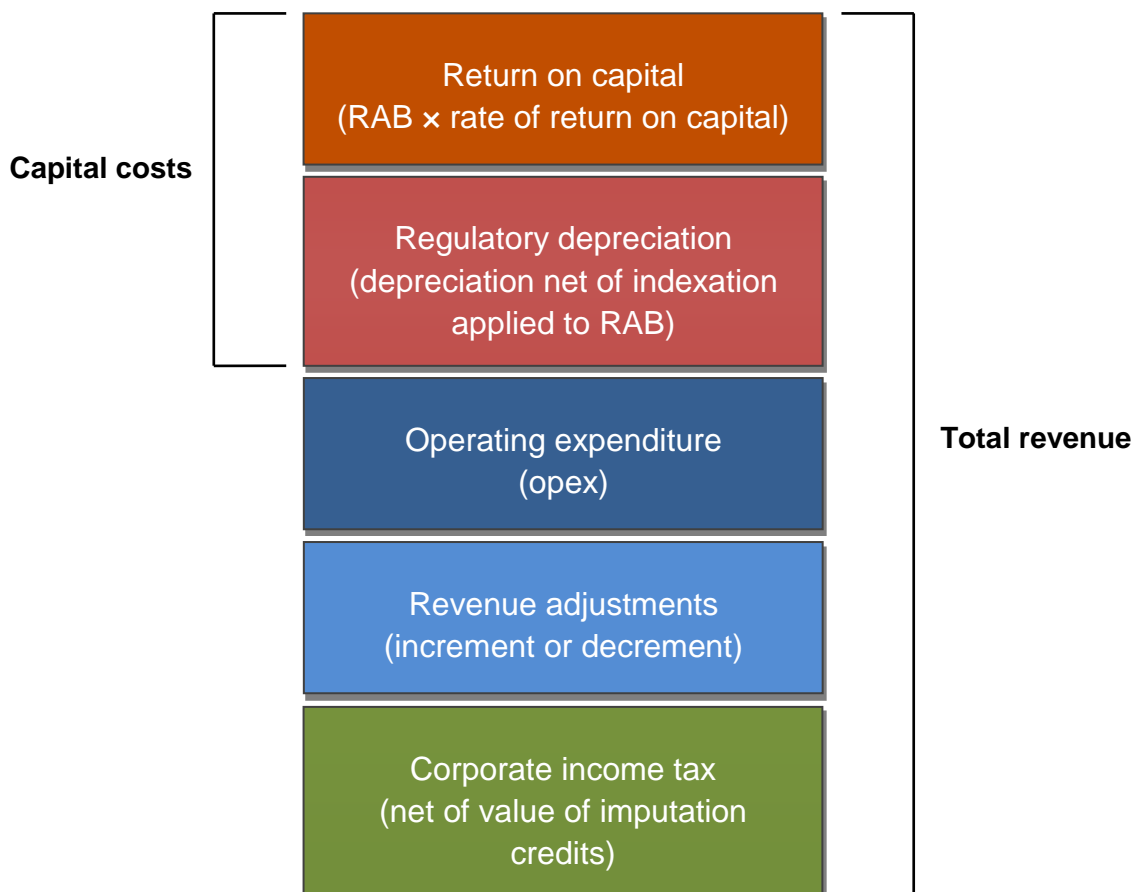 Return on capital
(RAB × rate of return on capital)
Capital costs
Regulatory depreciation
(depreciation net of indexation
applied to RAB)
Operating expenditure
(opex)
Total revenue
Revenue adjustments
(increment or decrement)
Corporate income tax
(net of value of imputation
credits)